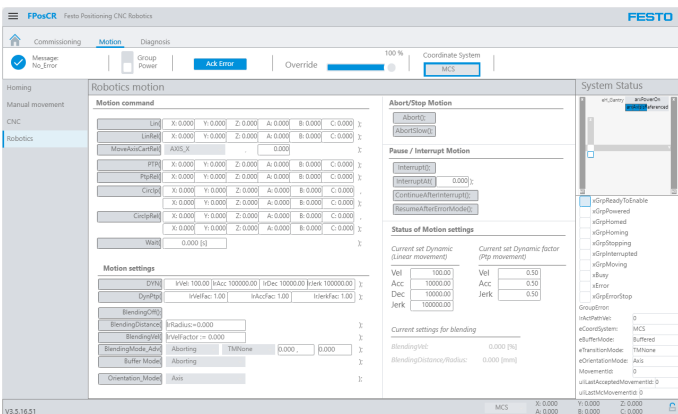 FPosCR Festo Positioning CNC Robotics
FESTO
Commissioning Motion Diagnosis
Message:
No_Error
Group
Power
Ack Error
Override
100 %
Coordinate System
MCS
Homing
Manual movement
CNC
Robotics
Robotics motion
Motion command
Lin( X: 0.000 Y: 0.000 Z: 0.000 A: 0.000 B: 0.000 C: 0.000 );
LinRel( X: 0.000 Y: 0.000 Z: 0.000 A: 0.000 B: 0.000 C: 0.000 );
MoveAxisCartRel( AXIS_X , 0.000 );
PTP( X: 0.000 Y: 0.000 Z: 0.000 A: 0.000 B: 0.000 C: 0.000 );
PtpRel( X: 0.000 Y: 0.000 Z: 0.000 A: 0.000 B: 0.000 C: 0.000 );
CircIp( X: 0.000 Y: 0.000 Z: 0.000 A: 0.000 B: 0.000 C: 0.000 ,
X: 0.000 Y: 0.000 Z: 0.000 A: 0.000 B: 0.000 C: 0.000 );
CircIpRel( X: 0.000 Y: 0.000 Z: 0.000 A: 0.000 B: 0.000 C: 0.000 ,
X: 0.000 Y: 0.000 Z: 0.000 A: 0.000 B: 0.000 C: 0.000 );
Wait( 0.000 [s] );
Motion settings
DYN( lrVel: 100.00 lrAcc 100000.00 lrDec 10000.00 lrJerk 100000.00 );
DynPtp( lrVelFac: 1.00 lrAccFac: 1.00 lrJerkFac: 1.00 );
BlendingOff();
BlendingDistance( lrRadius:=0.000 );
BlendingVel( lrVelFactor := 0.000 );
BlendingMode_Adv( Aborting TMNone 0.000 , 0.000 );
Buffer Mode( Aborting );
Orientation_Mode( Axis );
Abort/Stop Motion
Abort();
AbortSlow();
Pause / Interrupt Motion
Interrupt();
InterruptAt( 0.000 );
ContinueAfterInterrupt();
ResumeAfterErrorMode();
Status of Motion settings
Current set Dynamic
(Linear movement)
Vel 100.00
Acc 10000.00
Dec 10000.00
Jerk 100000.00
Current set Dynamic factor
(Ptp movement)
Vel 0.50
Acc 0.50
Jerk 0.50
Current settings for blending
BlendingVel: 0.000 [%]
BlendingDistance/Radius: 0.000 [mm]
System Status
xGrpReadyToEnable
xGrpPowered
xGrpHomed
xGrpHoming
xGrpStopping
xGrpInterrupted
xGrpMoving
xBusy
xError
xGrpErrorStop
GroupError:
lrActPathVel: 0
eCoordSystem: MCS
eBufferMode: Buffered
eTransitionMode: TMNone
eOrientationMode: Axis
MovementId: 0
uiLastAcceptedMovementId: 0
uiLastMcMovementId: 0
V3.5.16.51
MCS
X: 0.000 Y: 0.000 Z: 0.000
A: 0.000 B: 0.000 C: 0.000